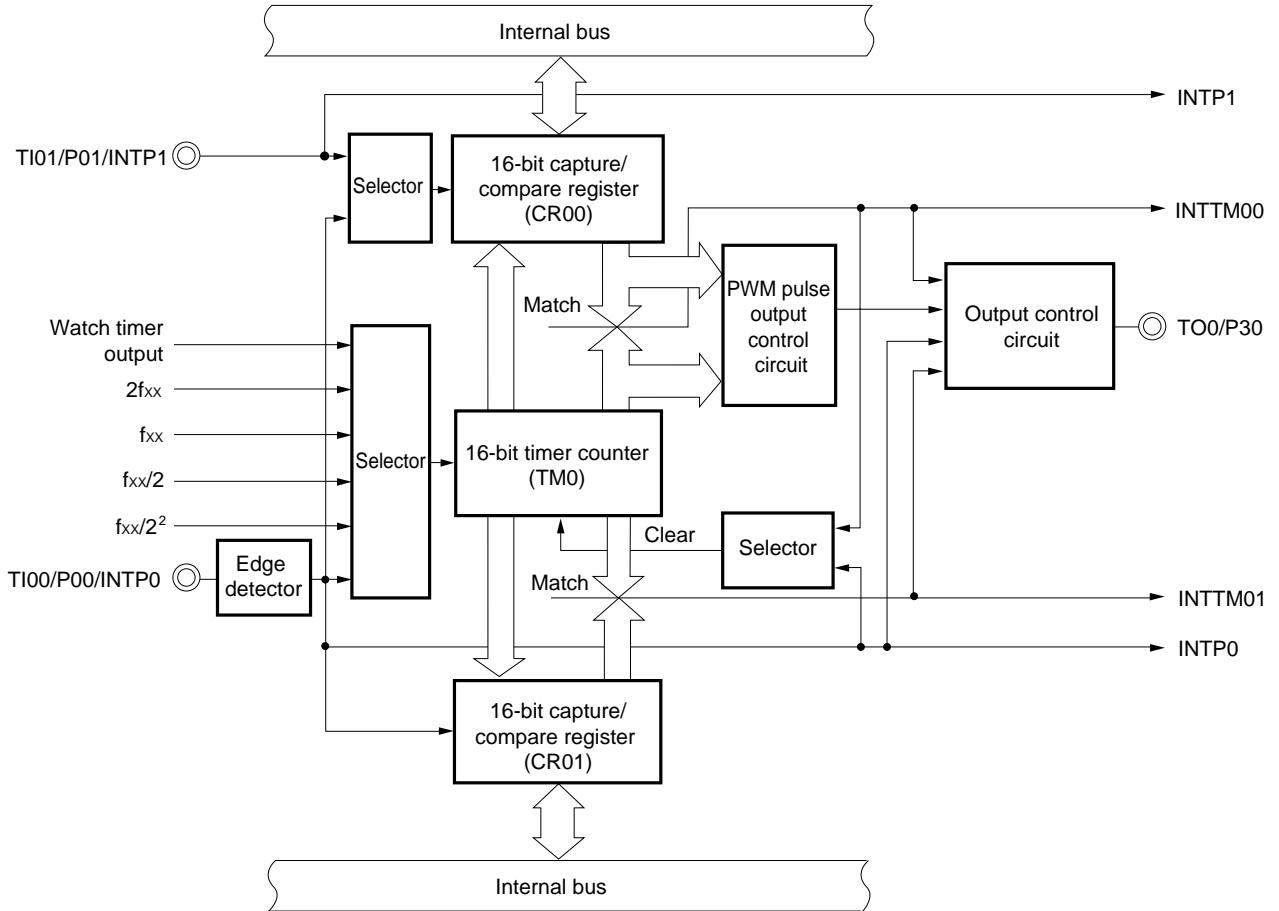 Internal bus
INTP1
TI01/P01/INTP1
Selector
16-bit capture/
compare register
(CR00)
INTTM00
Match
PWM pulse
output
control
circuit
Output control
circuit
TO0/P30
Watch timer
output
2fxx
fxx
fxx/2
fxx/2²
Selector
16-bit timer counter
(TM0)
Clear
Selector
TI00/P00/INTP0
Edge
detector
Match
INTTM01
INTP0
16-bit capture/
compare register
(CR01)
Internal bus